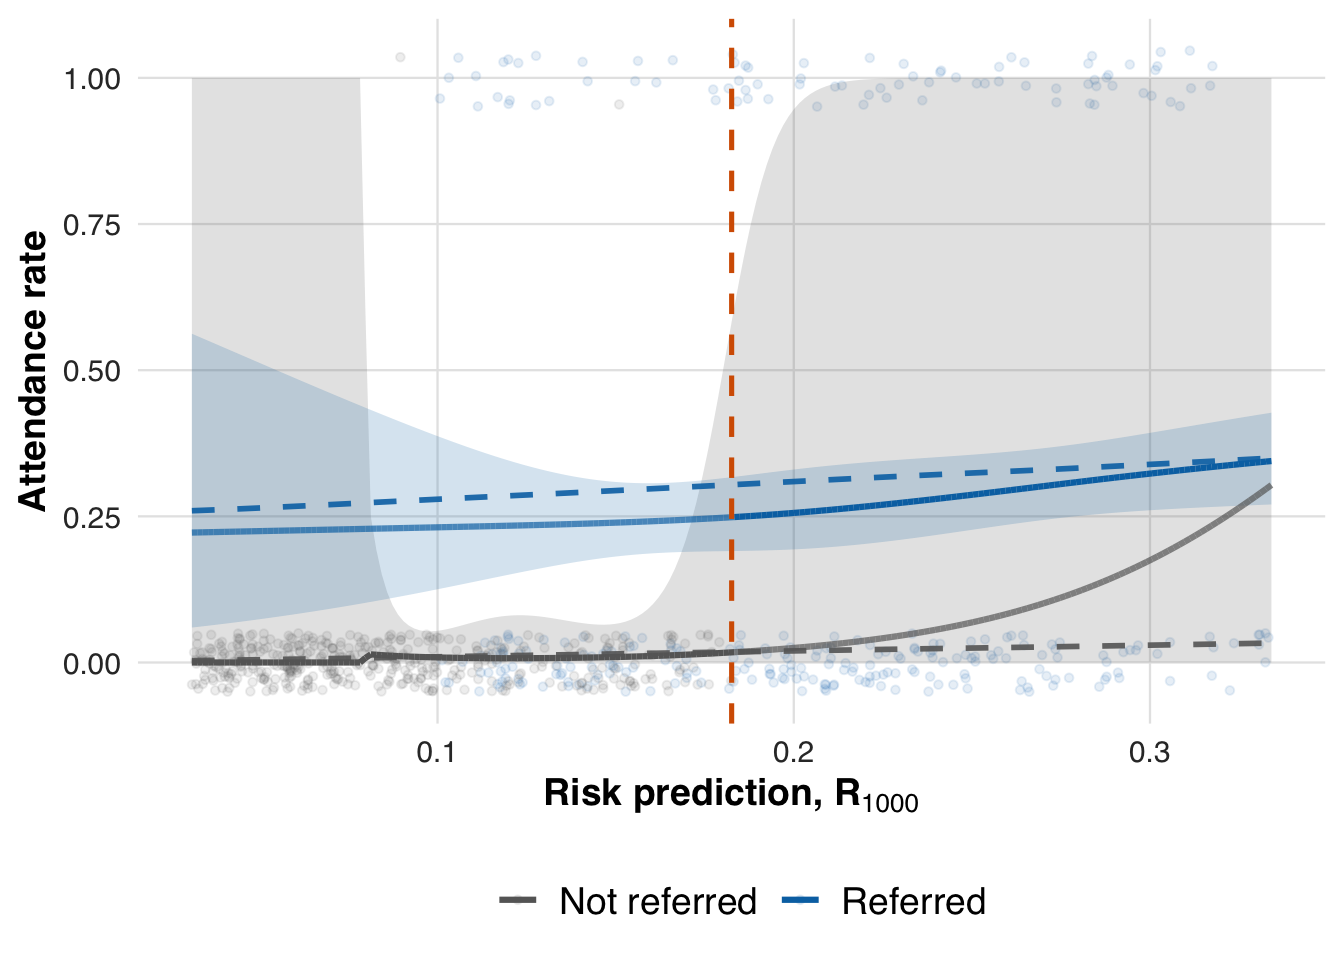 1.00
0.75
0.50
0.25
0.00
Attendance rate
0.1 0.2 0.3
Risk prediction, R1000
Not referred Referred